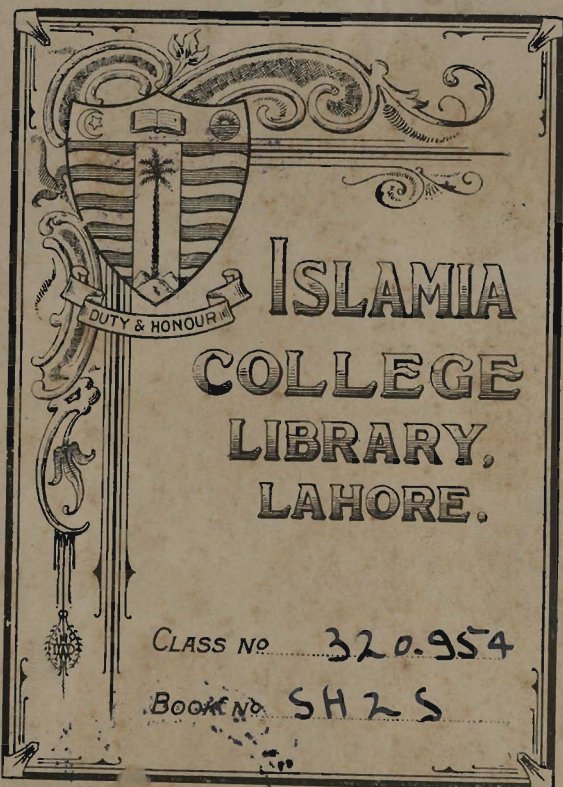 DUTY & HONOUR
ISLAMIA
COLLEGE
LIBRARY,
LAHORE.
CLASS No 320.954
BOOK No SH2S